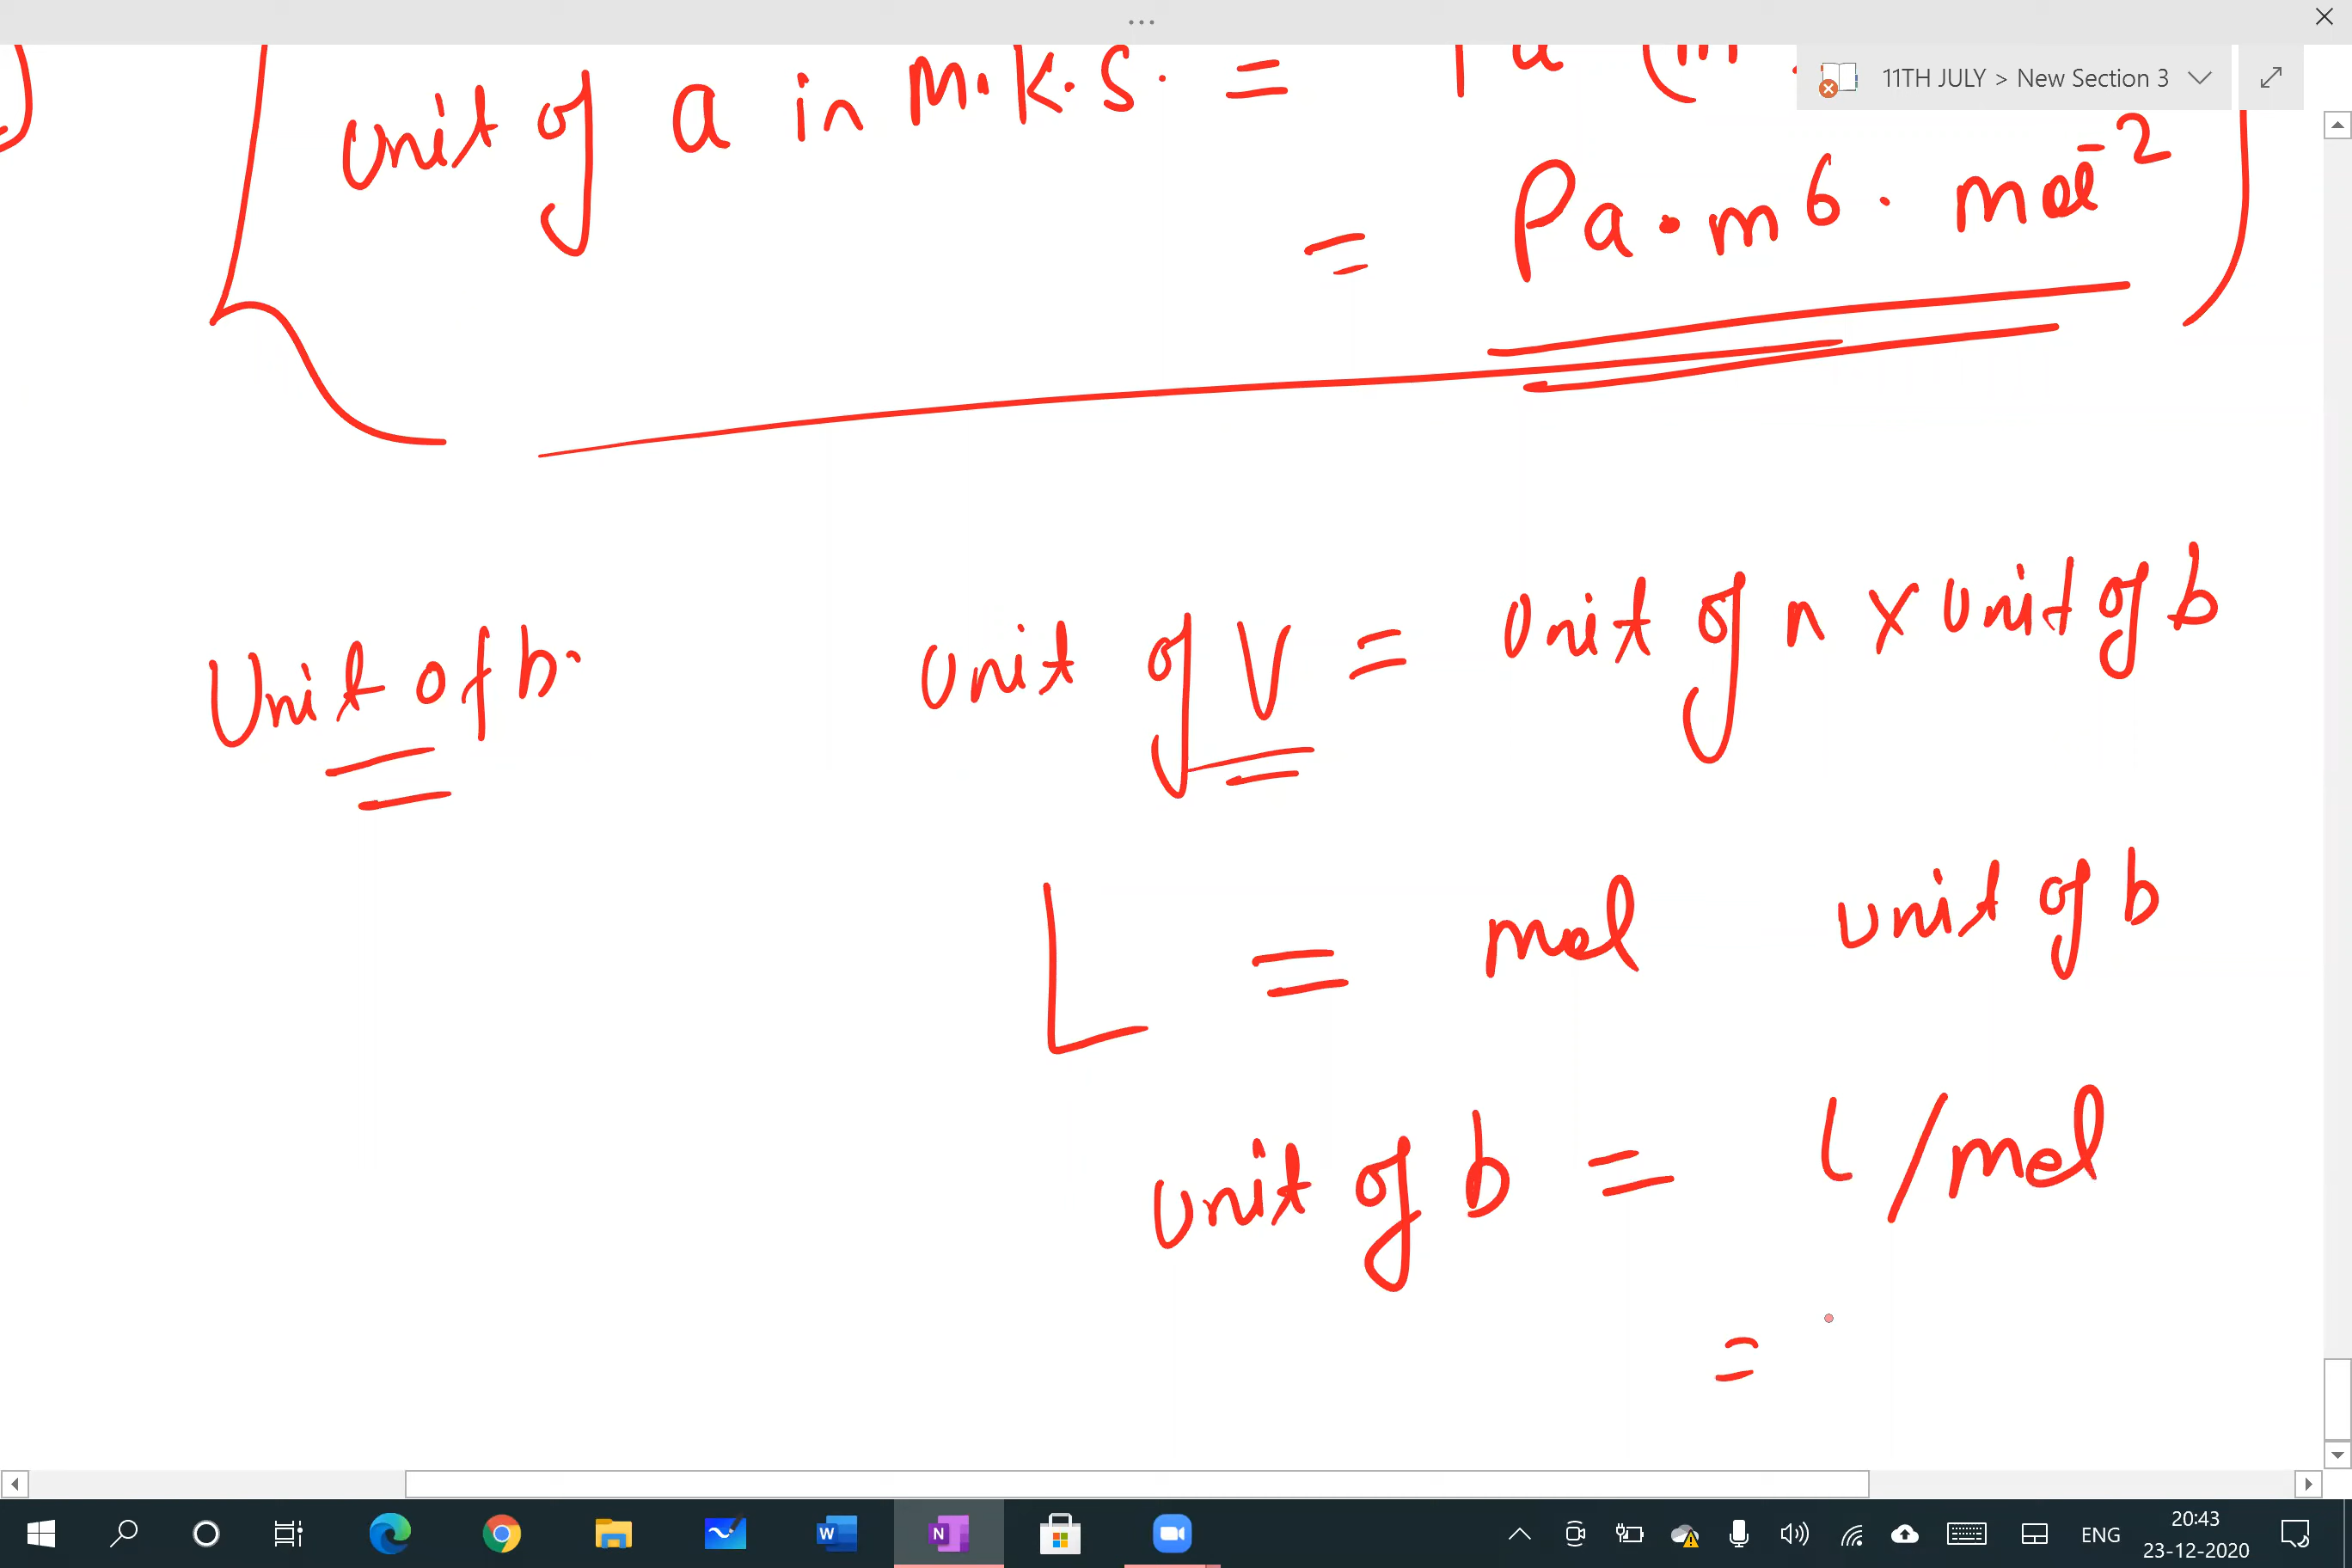 11TH JULY > New Section 3
Unit of a in m.k.s. =
= Pa · m6 · mol-2
Unit of b.
Unit of V = Unit of n x Unit of b
L = mol Unit of b
Unit of b = L/mol
=
ENG
20:43
23-12-2020